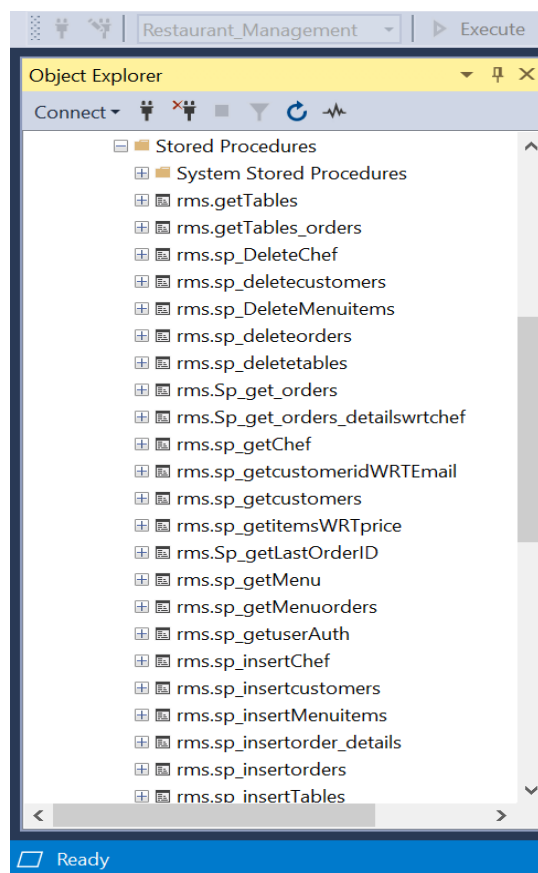 Restaurant_Management Execute
Object Explorer
Connect
Stored Procedures
System Stored Procedures
rms.getTables
rms.getTables_orders
rms.sp_DeleteChef
rms.sp_deletecustomers
rms.sp_DeleteMenuitems
rms.sp_deleteorders
rms.sp_deletetables
rms.Sp_get_orders
rms.Sp_get_orders_detailswrtchef
rms.sp_getChef
rms.sp_getcustomeridWRTEmail
rms.sp_getcustomers
rms.sp_getitemsWRTprice
rms.Sp_getLastOrderID
rms.sp_getMenu
rms.sp_getMenuorders
rms.sp_getuserAuth
rms.sp_insertChef
rms.sp_insertcustomers
rms.sp_insertMenuitems
rms.sp_insertorder_details
rms.sp_insertorders
rms.sp_insertTables
Ready